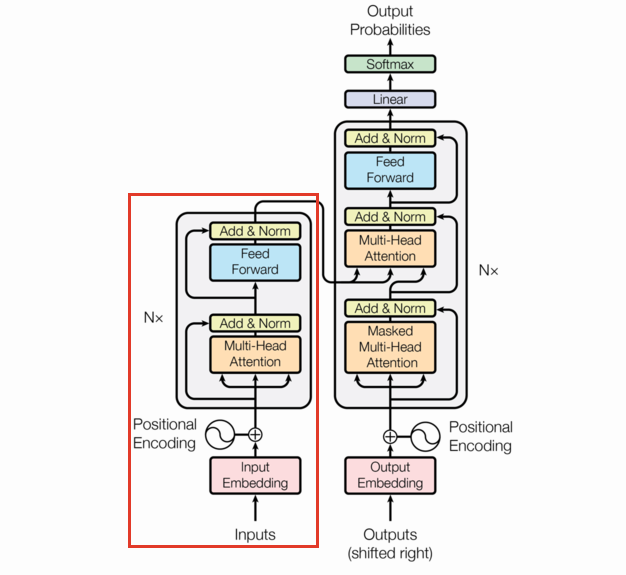 Output
Probabilities
Softmax
Linear
Add & Norm
Feed
Forward
Add & Norm
Multi-Head
Attention
Nx
Add & Norm
Masked
Multi-Head
Attention
Positional
Encoding
Output
Embedding
Outputs
(shifted right)
Add & Norm
Feed
Forward
Nx
Add & Norm
Multi-Head
Attention
Positional
Encoding
Input
Embedding
Inputs